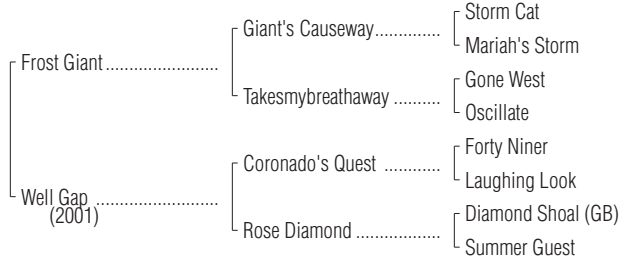 Storm Cat
Giant's Causeway..............
Mariah's Storm
Frost Giant........................
Gone West
Takesmybreathaway ..........
Oscillate
Forty Niner
Coronado's Quest ............
Laughing Look
Well Gap ..........................
(2001)
Diamond Shoal (GB)
Rose Diamond ..................
Summer Guest